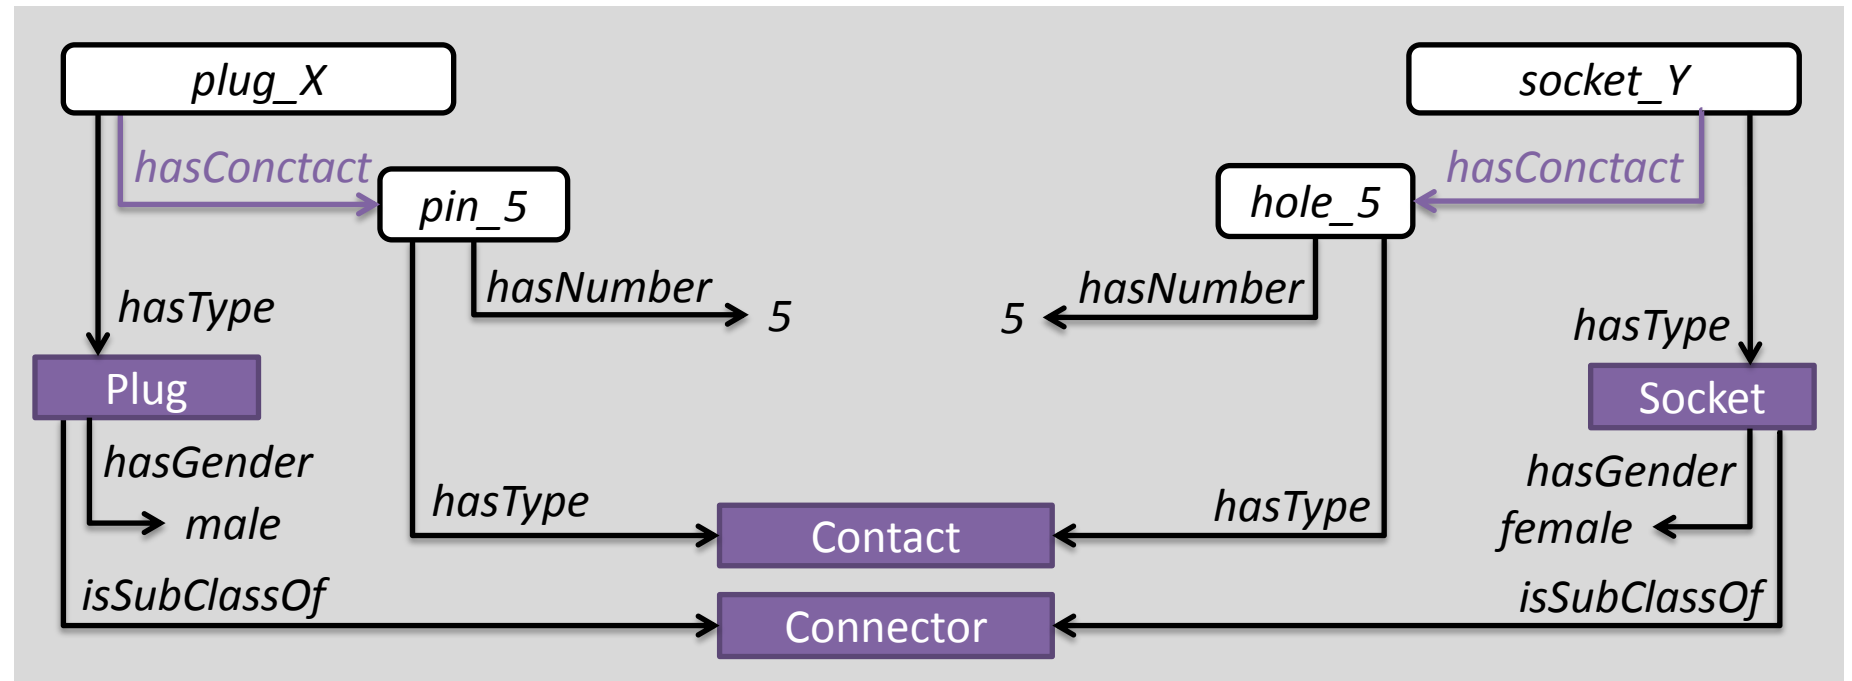 plug_X
socket_Y
hasConctact
hasConctact
pin_5
hole_5
hasNumber
hasNumber
hasType
5
5
hasType
Plug
Socket
hasGender
hasGender
hasType
hasType
male
Contact
female
isSubClassOf
isSubClassOf
Connector